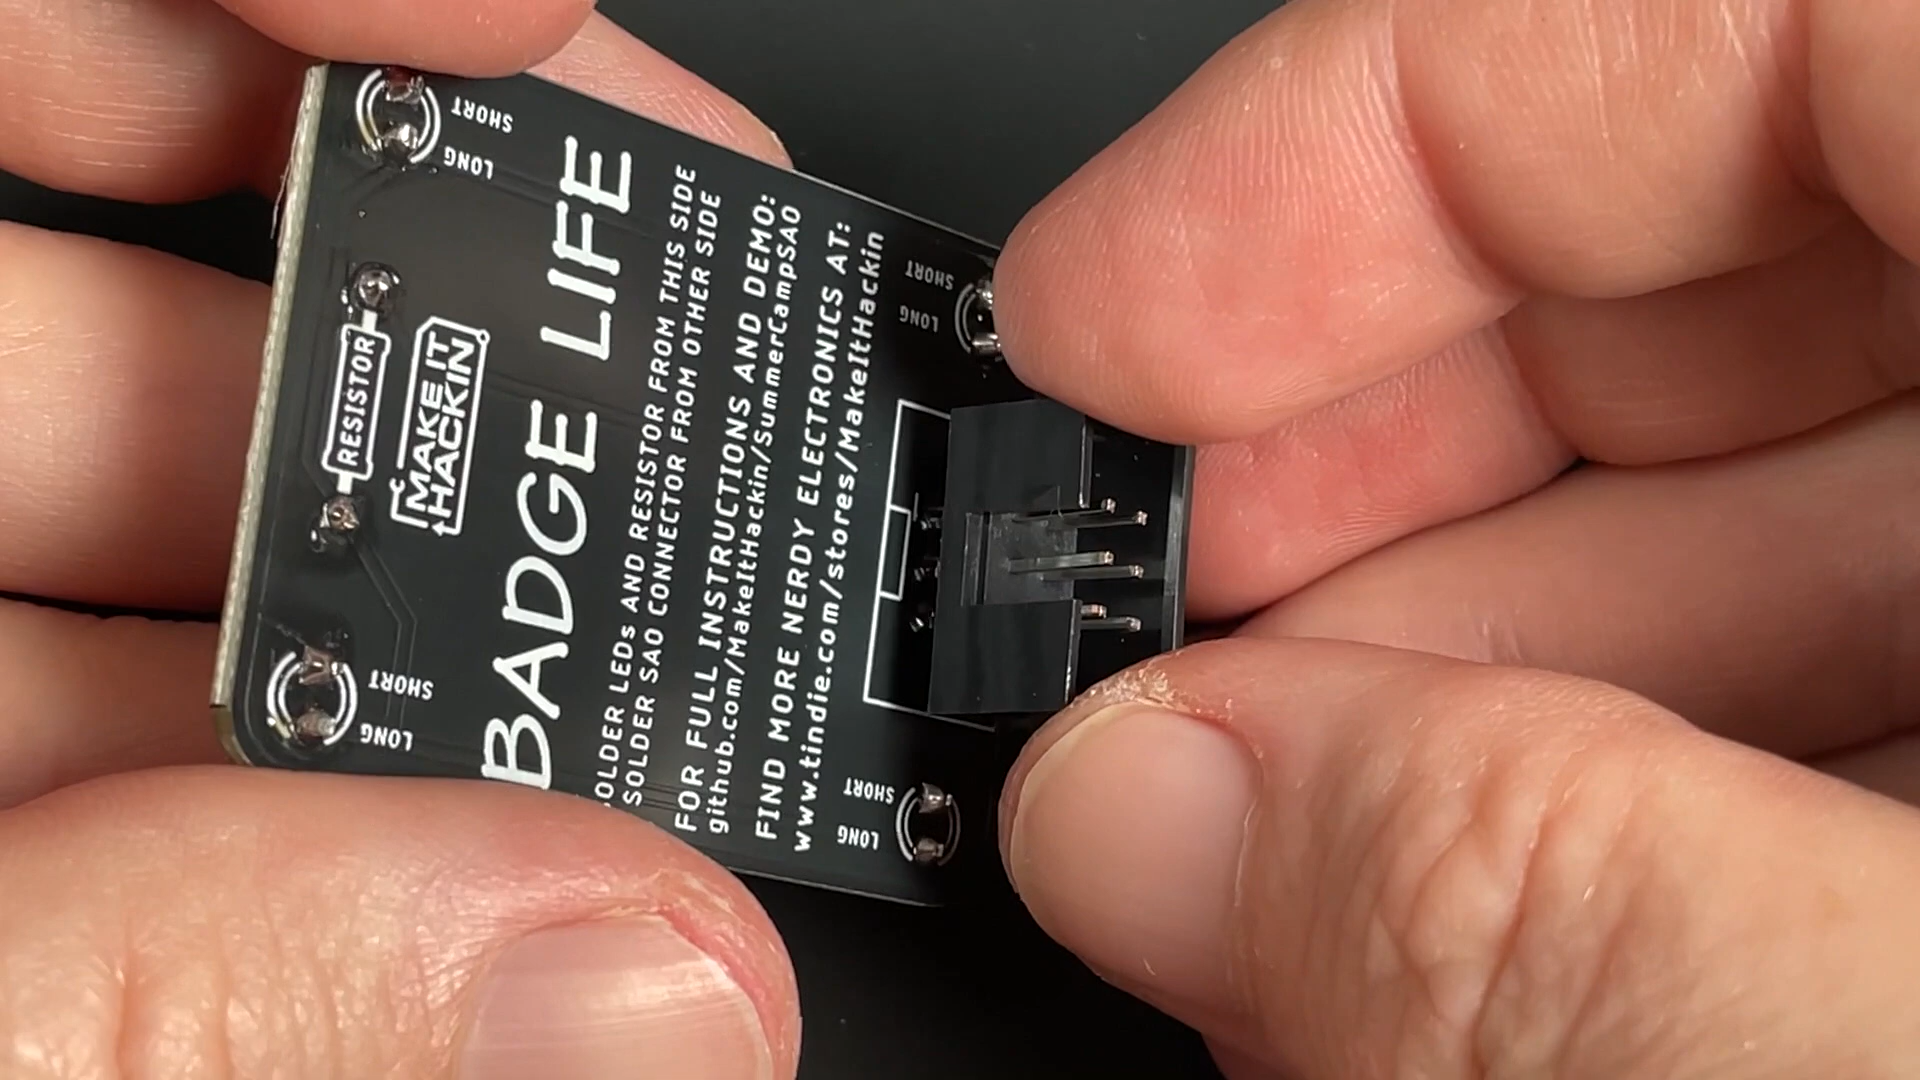 SHORT
LONG
RESISTOR
MAKE IT
HACKIN
BADGE LIFE
SOLDER LEDs AND RESISTOR FROM THIS SIDE
SOLDER SAO CONNECTOR FROM OTHER SIDE
FOR FULL INSTRUCTIONS AND DEMO:
github.com/MakeItHackin/SummerCampSAO
FIND MORE NERDY ELECTRONICS AT:
www.tindie.com/stores/MakeItHackin
SHORT
LONG
SHORT
LONG
SHORT
LONG